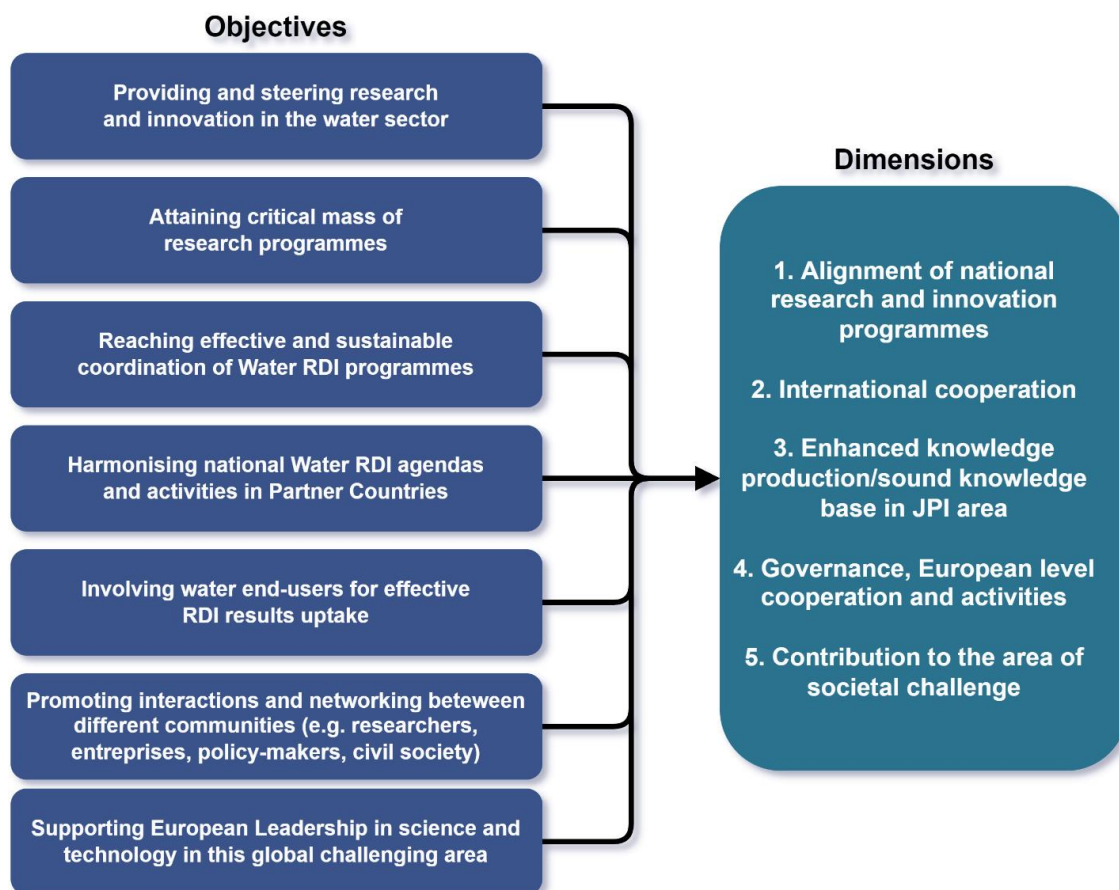 Objectives
Providing and steering research
and innovation in the water sector
Attaining critical mass of
research programmes
Reaching effective and sustainable
coordination of Water RDI programmes
Harmonising national Water RDI agendas
and activities in Partner Countries
Involving water end-users for effective
RDI results uptake
Promoting interactions and networking between
different communities (e.g. researchers,
entreprises, policy-makers, civil society)
Supporting European Leadership in science and
technology in this global challenging area
Dimensions
1. Alignment of national
research and innovation
programmes
2. International cooperation
3. Enhanced knowledge
production/sound knowledge
base in JPI area
4. Governance, European level
cooperation and activities
5. Contribution to the area of
societal challenge